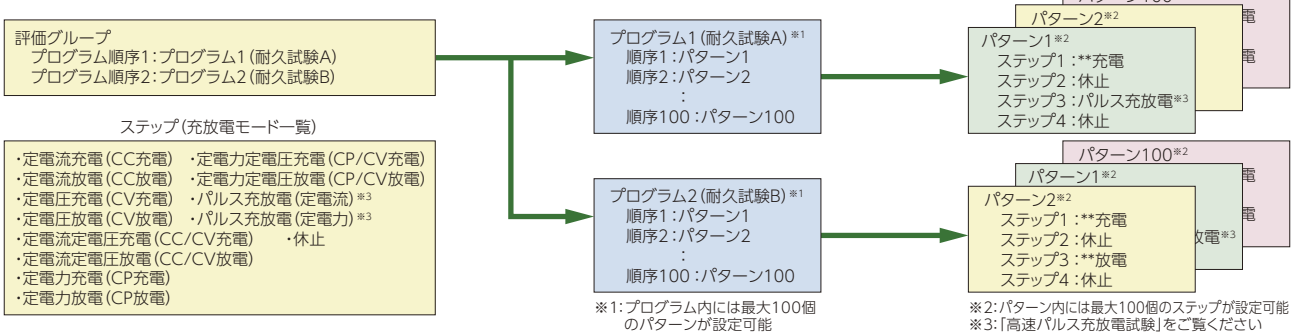 評価グループ
プログラム順序1：プログラム1（耐久試験A）
プログラム順序2：プログラム2（耐久試験B）
ステップ（充放電モード一覧）
・定電流充電（CC充電）　・定電力定電圧充電（CP/CV充電）
・定電流放電（CC放電）　・定電力定電圧放電（CP/CV放電）
・定電圧充電（CV充電）　・パルス充放電（定電流）※3
・定電圧放電（CV放電）　・パルス充放電（定電力）※3
・定電流定電圧充電（CC/CV充電）　・休止
・定電流定電圧放電（CC/CV放電）
・定電力充電（CP充電）
・定電力放電（CP放電）
プログラム1（耐久試験A）※1
順序1：パターン1
順序2：パターン2
：
順序100：パターン100
プログラム2（耐久試験B）※1
順序1：パターン1
順序2：パターン2
：
順序100：パターン100
※1：プログラム内には最大100個
のパターンが設定可能
パターン2※2
電
電
パターン1※2
ステップ1：**充電
ステップ2：休止
ステップ3：パルス充放電※3
ステップ4：休止
パターン100※2
電
電
パターン1※2
放電※3
パターン2※2
ステップ1：**充電
ステップ2：休止
ステップ3：**放電
ステップ4：休止
※2：パターン内には最大100個のステップが設定可能
※3：「高速パルス充放電試験」をご覧ください